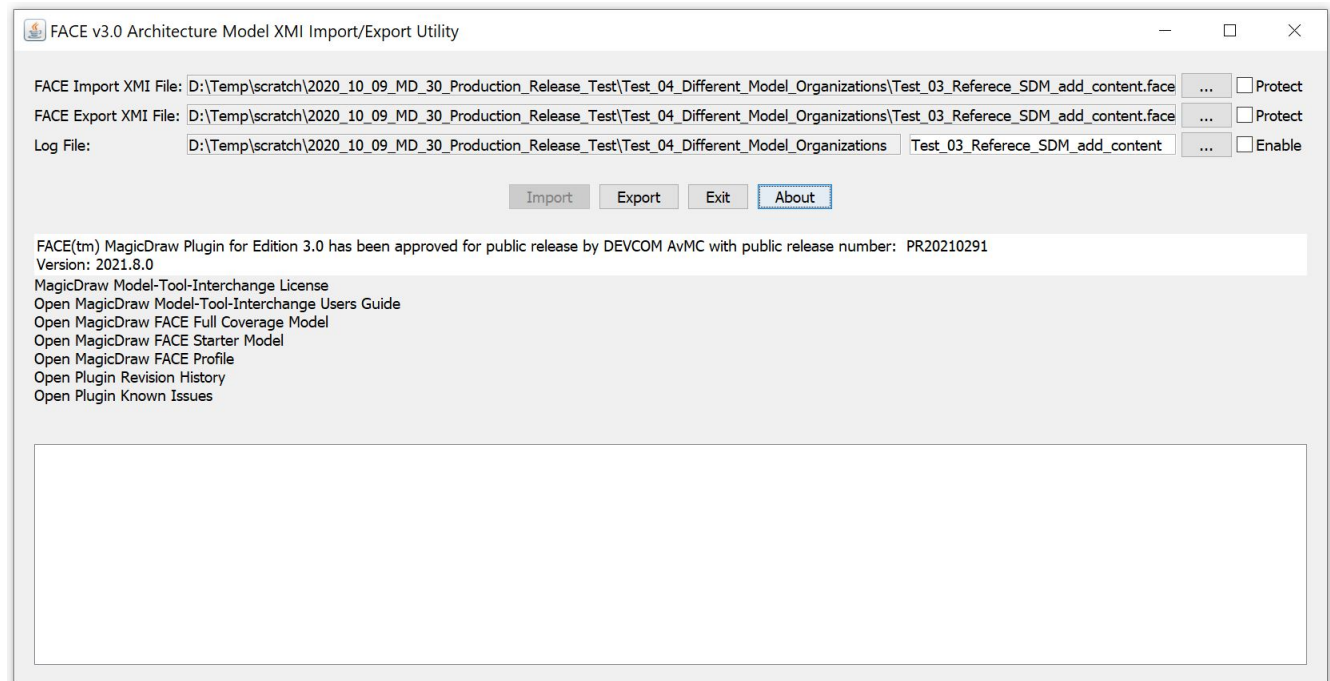 FACE v3.0 Architecture Model XMI Import/Export Utility
FACE Import XMI File: D:\Temp\scratch\2020_10_09_MD_30_Production_Release_Test\Test_04_Different_Model_Organizations\Test_03_Referece_SDM_add_content.face ... Protect
FACE Export XMI File: D:\Temp\scratch\2020_10_09_MD_30_Production_Release_Test\Test_04_Different_Model_Organizations\Test_03_Referece_SDM_add_content.face ... Protect
Log File: D:\Temp\scratch\2020_10_09_MD_30_Production_Release_Test\Test_04_Different_Model_Organizations Test_03_Referece_SDM_add_content ... Enable
Import Export Exit About
FACE(tm) MagicDraw Plugin for Edition 3.0 has been approved for public release by DEVCOM AvMC with public release number: PR20210291
Version: 2021.8.0
MagicDraw Model-Tool-Interchange License
Open MagicDraw Model-Tool-Interchange Users Guide
Open MagicDraw FACE Full Coverage Model
Open MagicDraw FACE Starter Model
Open MagicDraw FACE Profile
Open Plugin Revision History
Open Plugin Known Issues